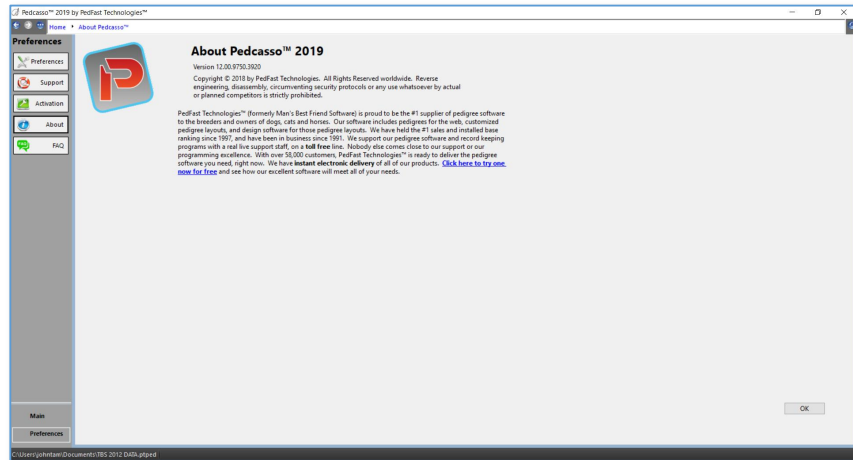 Pedcasso™ 2019 by PedFast Technologies™
Home • About Pedcasso™
Preferences
Preferences
Support
Activation
About
FAQ
About Pedcasso™ 2019
Version 12.00.9750.3920
Copyright © 2018 by PedFast Technologies. All Rights Reserved worldwide. Reverse
engineering, disassembly, circumventing security protocols or any use whatsoever by actual
or planned competitors is strictly prohibited.
PedFast Technologies™ (formerly Man's Best Friend Software) is proud to be the #1 supplier of pedigree software
to the breeders and owners of dogs, cats and horses. Our software includes pedigrees for the web, customized
pedigree layouts, and design software for those pedigree layouts. We have held the #1 sales and installed base
ranking since 1997, and have been in business since 1991. We support our pedigree software and record keeping
programs with a real live support staff, on a toll free line. Nobody else comes close to our support or our
programming excellence. With over 58,000 customers, PedFast Technologies™ is ready to deliver the pedigree
software you need, right now. We have instant electronic delivery of all of our products. Click here to try one
now for free and see how our excellent software will meet all of your needs.
OK
Main
Preferences
C:\Users\johntam\Documents\TBS 2012 DATA.ptped